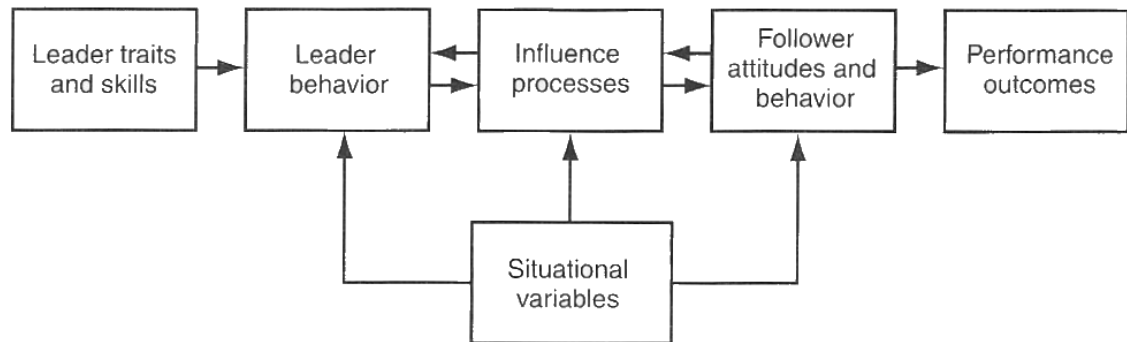 Leader traits
and skills
Leader
behavior
Influence
processes
Follower
attitudes and
behavior
Performance
outcomes
Situational
variables